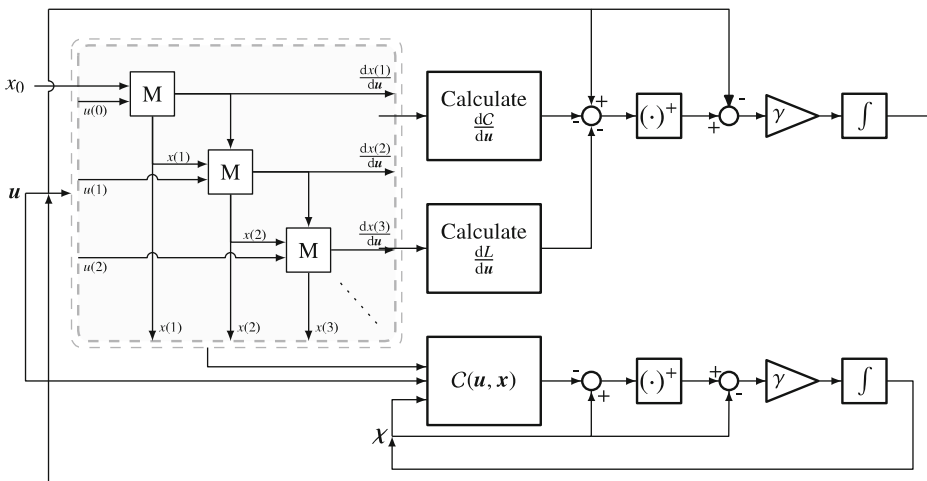 x₀
u(0)
M
dx(1)/du
Calculate
dC/du
+
-
-
(·)⁺
+
-
γ
∫
x(1)
M
dx(2)/du
u
u(1)
x(2)
M
dx(3)/du
Calculate
dL/du
u(2)
x(1)
x(2)
x(3)
C(u, x)
-
+
(·)⁺
+
-
γ
∫
χ